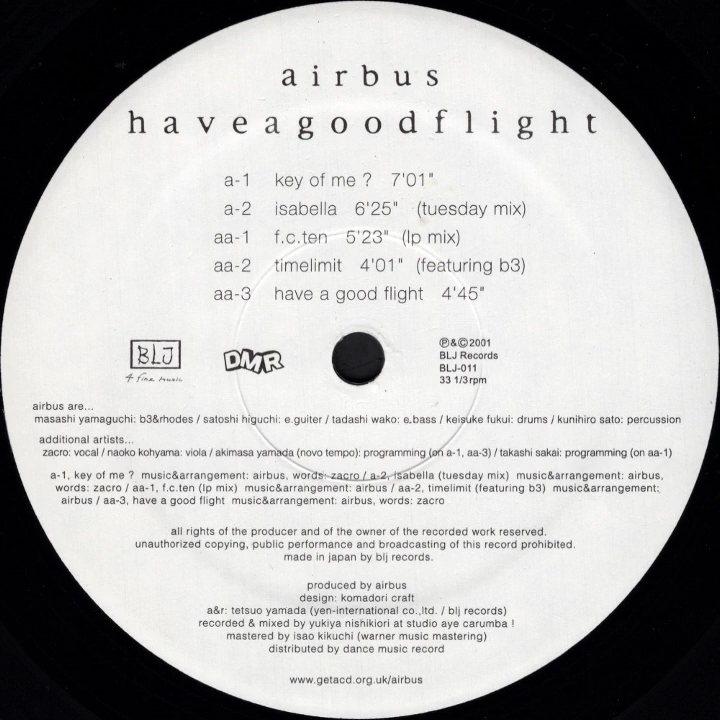 airbus
haveagoodflight
a-1 key of me ? 7'01"
a-2 isabella 6'25" (tuesday mix)
aa-1 f.c.ten 5'23" (lp mix)
aa-2 timelimit 4'01" (featuring b3)
aa-3 have a good flight 4'45"
BLJ
4 fine music
DMR
℗&©2001
BLJ Records
BLJ-011
33 1/3rpm
airbus are...
masashi yamaguchi: b3&rhodes / satoshi higuchi: e.guiter / tadashi wako: e.bass / keisuke fukui: drums / kunihiro sato: percussion
additional artists...
zacro: vocal / naoko kohyama: viola / akimasa yamada (novo tempo): programming (on a-1, aa-3) / takashi sakai: programming (on aa-1)
a-1, key of me ? music&arrangement: airbus, words: zacro / a-2, isabella (tuesday mix) music&arrangement: airbus,
words: zacro / aa-1, f.c.ten (lp mix) music&arrangement: airbus / aa-2, timelimit (featuring b3) music&arrangement:
airbus / aa-3, have a good flight music&arrangement: airbus, words: zacro
all rights of the producer and of the owner of the recorded work reserved.
unauthorized copying, public performance and broadcasting of this record prohibited.
made in japan by blj records.
produced by airbus
design: komadori craft
a&r: tetsuo yamada (yen-international co.,ltd. / blj records)
recorded & mixed by yukiya nishikiori at studio aye carumba !
mastered by isao kikuchi (warner music mastering)
distributed by dance music record
www.getacd.org.uk/airbus